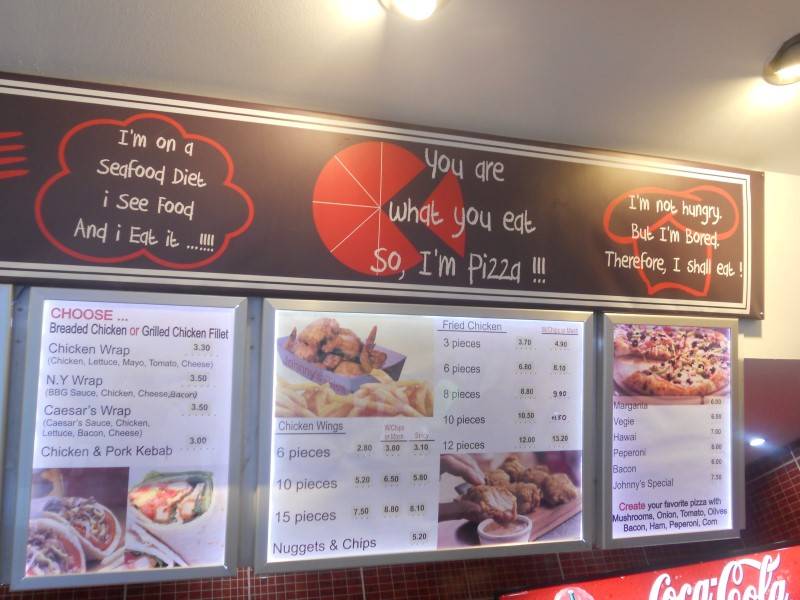 I'm on a
Seafood Diet
i See Food
And i Eat it ...!!!!
You are
what you eat
So, I'm Pizza !!!
I'm not hungry.
But I'm Bored.
Therefore, I shall eat !
CHOOSE ...
Breaded Chicken or Grilled Chicken Fillet
Chicken Wrap 3.30
(Chicken, Lettuce, Mayo, Tomato, Cheese)
N.Y Wrap 3.50
(BBG Sauce, Chicken, Cheese,Bacon)
Caesar's Wrap 3.50
(Caesar's Sauce, Chicken,
Lettuce, Bacon, Cheese)
Chicken & Pork Kebab 3.00
Chicken Wings W/Chips
6 pieces 2.80 3.80 3.10
10 pieces 5.20 6.50 5.80
15 pieces 7.50 8.80 8.10
Nuggets & Chips 5.20
Fried Chicken
3 pieces 3.70 4.90
6 pieces 6.80 8.10
8 pieces 8.80 9.90
10 pieces 10.50
12 pieces 12.00 13.20
Margarita
Vegie
Hawai 7.00
Peperoni
Bacon
Johnny's Special 7.50
Create your favorite pizza with
Mushrooms, Onion, Tomato, Olives
Bacon, Ham, Peperoni, Corn
Coca-Cola